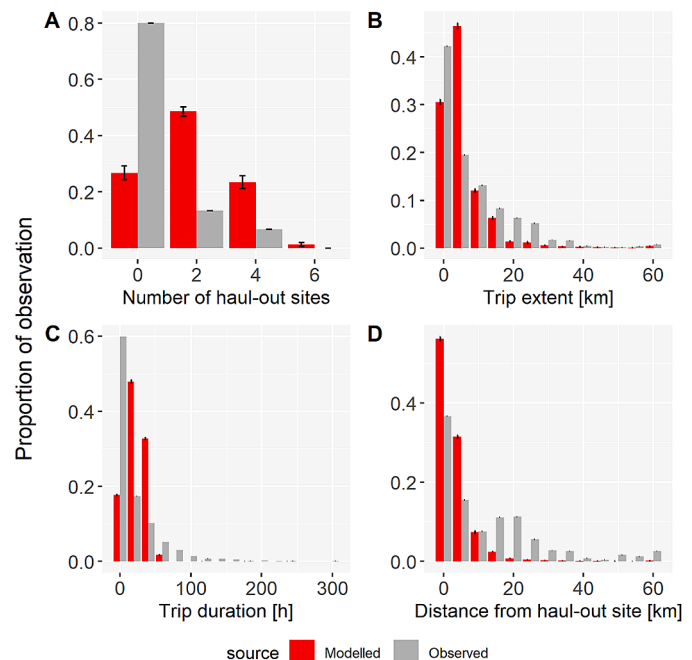 A
B
0.8
0.6
0.4
0.2
0.0
0 2 4 6
Number of haul-out sites
0.4
0.3
0.2
0.1
0.0
0 20 40 60
Trip extent [km]
Proportion of observation
C
D
0.6
0.4
0.2
0.0
0 100 200 300
Trip duration [h]
0.4
0.2
0.0
0 20 40 60
Distance from haul-out site [km]
source Modelled Observed